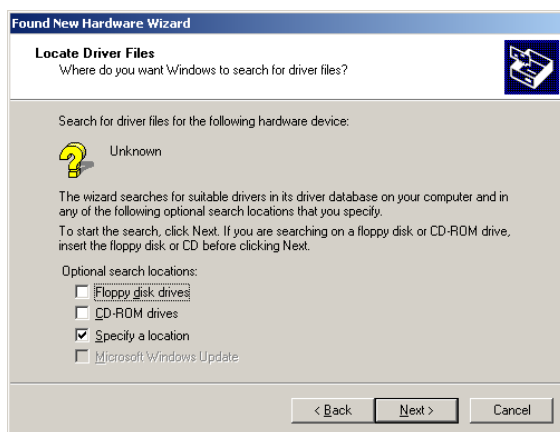 Found New Hardware Wizard
Locate Driver Files
Where do you want Windows to search for driver files?
Search for driver files for the following hardware device:
Unknown
The wizard searches for suitable drivers in its driver database on your computer and in
any of the following optional search locations that you specify.
To start the search, click Next. If you are searching on a floppy disk or CD-ROM drive,
insert the floppy disk or CD before clicking Next.
Optional search locations:
Floppy disk drives
CD-ROM drives
Specify a location
Microsoft Windows Update
< Back Next > Cancel